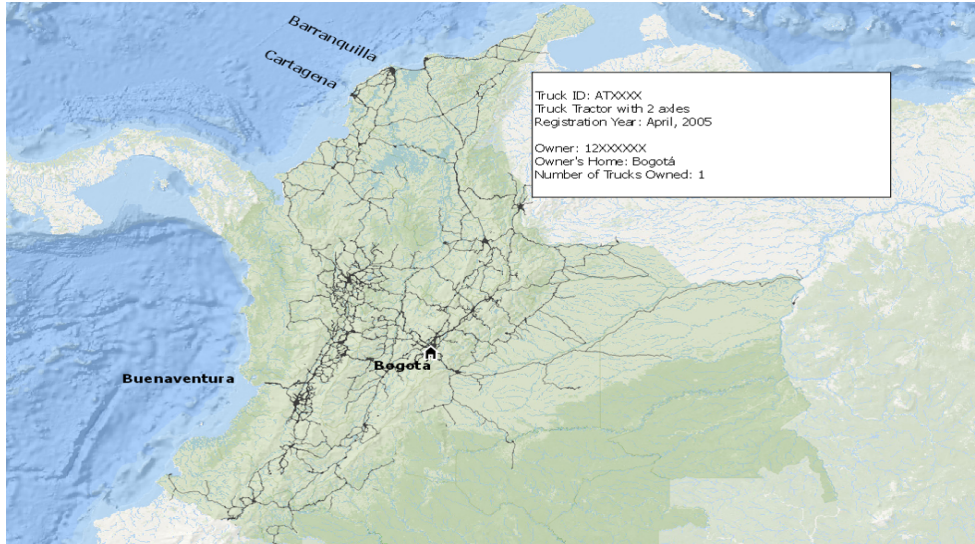 Barranquilla
Cartagena
Truck ID: ATXXXX
Truck Tractor with 2 axles
Registration Year: April, 2005
Owner: 12XXXXXX
Owner's Home: Bogotá
Number of Trucks Owned: 1
Bogotá
Buenaventura